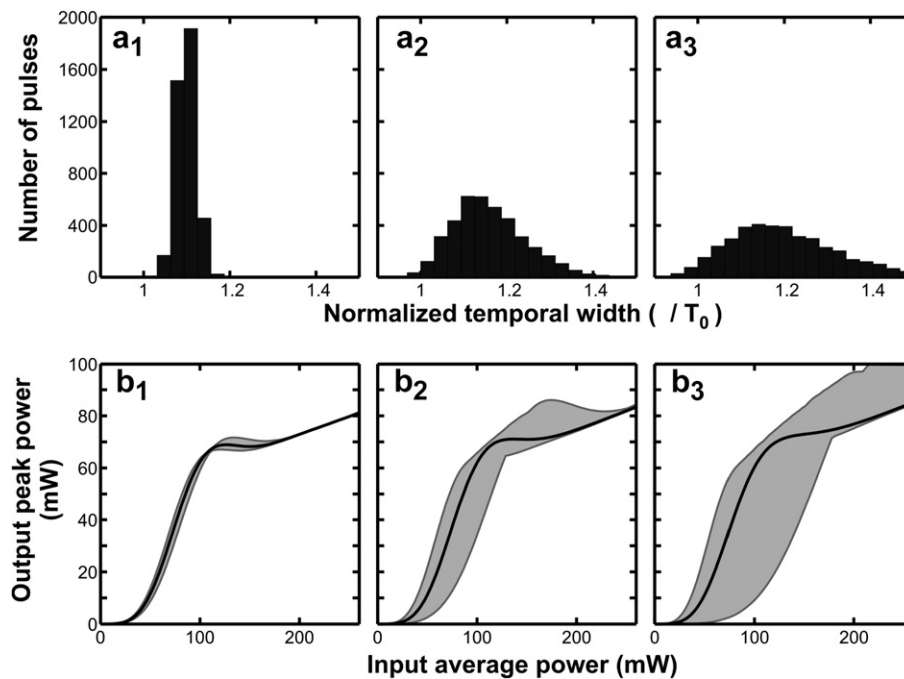 a1 a2 a3
Number of pulses
2000
1600
1200
800
400
0
1 1.2 1.4 1 1.2 1.4 1 1.2 1.4
Normalized temporal width ( / T0 )
b1 b2 b3
Output peak power
(mW)
100
80
60
40
20
0
0 100 200 0 100 200 0 100 200
Input average power (mW)